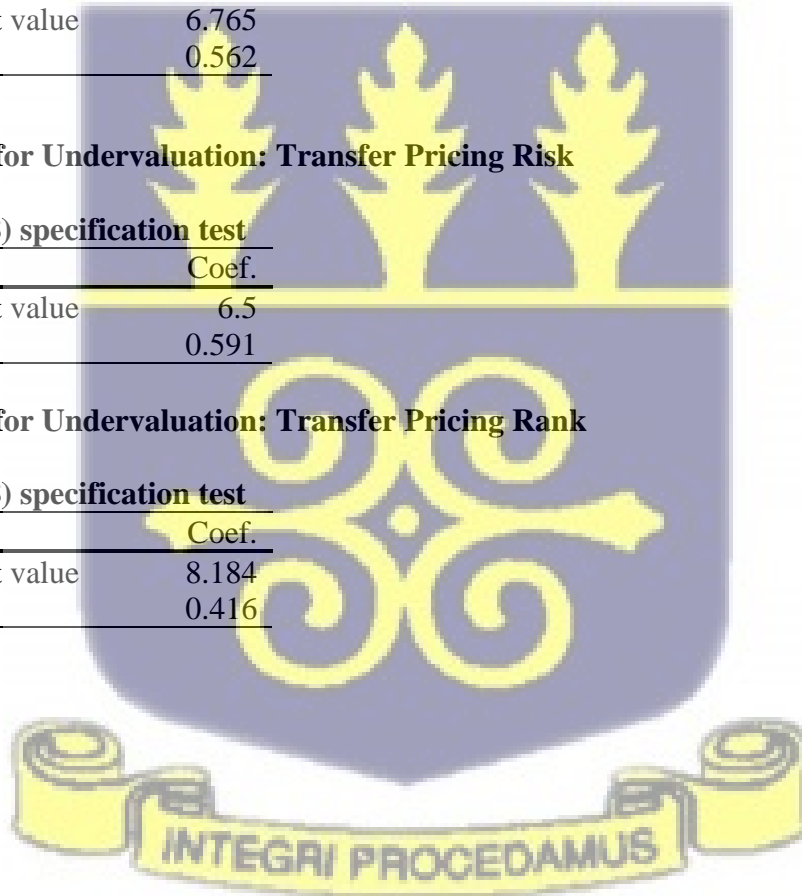 t value 6.765
0.562
for Undervaluation: Transfer Pricing Risk
) specification test
Coef.
t value 6.5
0.591
for Undervaluation: Transfer Pricing Rank
) specification test
Coef.
t value 8.184
0.416
INTEGRI PROCEDAMUS